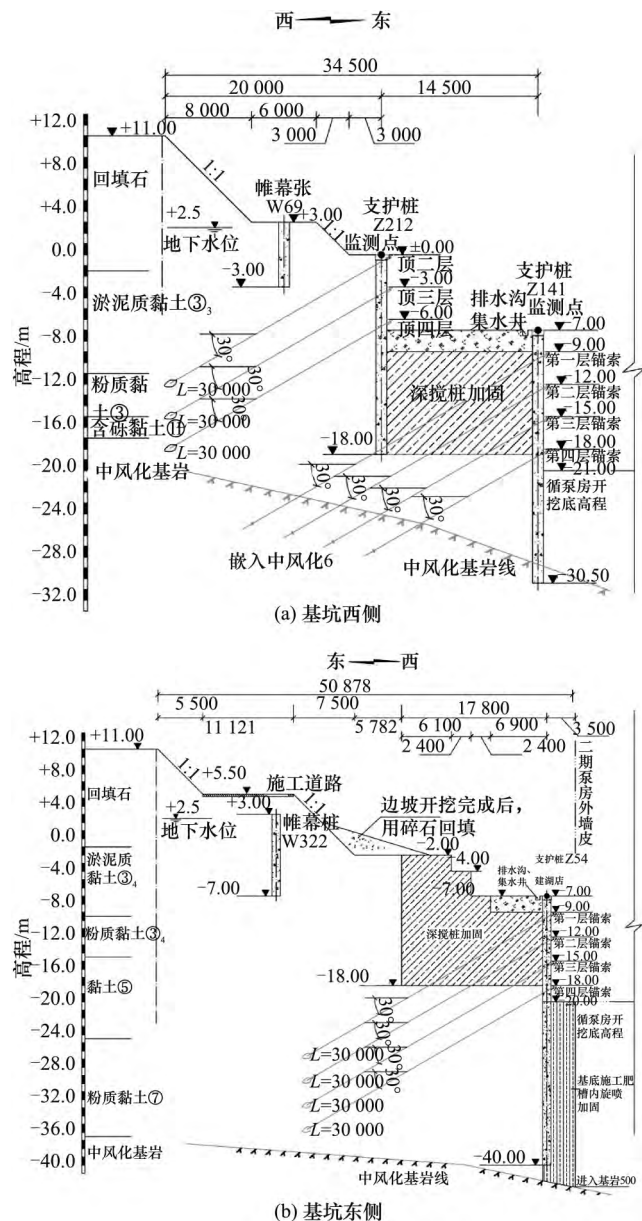 西 东
34 500
20 000 14 500
8 000 6 000
3 000 3 000
+12.0
+8.0
+4.0
0.0
−4.0
−8.0
−12.0
−16.0
−20.0
−24.0
−28.0
−32.0
高程/m
+11.00
回填石
1:1
帷幕张
W69
+3.00
1:1
+2.5
地下水位
−3.00
监测点
支护桩
Z212
±0.00
顶二层
−3.00
顶三层
−6.00
顶四层
排水沟
集水井
支护桩
Z141
监测点
−7.00
−9.00
第一层锚索
−12.00
第二层锚索
−15.00
第三层锚索
−18.00
第四层锚索
−21.00
循泵房开
挖底高程
淤泥质黏土③3
粉质黏
土③
含砾黏土⑪
中风化基岩
30°
30°
30°
L=30 000
L=30 000
L=30 000
深搅桩加固
−18.00
30°
30°
30°
30°
嵌入中风化6
中风化基岩线
−30.50
(a) 基坑西侧
东 西
50 878
5 500 7 500 17 800
11 121 5 782 6 100 6 900 3 500
2 400 2 400
+12.0
+8.0
+4.0
0.0
−4.0
−8.0
−12.0
−16.0
−20.0
−24.0
−28.0
−32.0
−36.0
−40.0
高程/m
+11.00
回填石
1:1
+5.50
施工道路
+3.00
1:1
+2.5
地下水位
帷幕桩
W322
−7.00
边坡开挖完成后，
用碎石回填
−2.00
−4.00
−7.00
排水沟、
集水井
支护桩Z54
建湖店
二期泵房外墙皮
−7.00
−9.00
第一层锚索
−12.00
第二层锚索
−15.00
第三层锚索
−18.00
第四层锚索
−20.00
循泵房开
挖底高程
基底施工肥
槽内旋喷
加固
淤泥质
黏土③4
粉质黏土③4
黏土⑤
粉质黏土⑦
中风化基岩
深搅桩加固
−18.00
30°
30°
30°
30°
L=30 000
L=30 000
L=30 000
L=30 000
−40.00
中风化基岩线
进入基岩500
(b) 基坑东侧